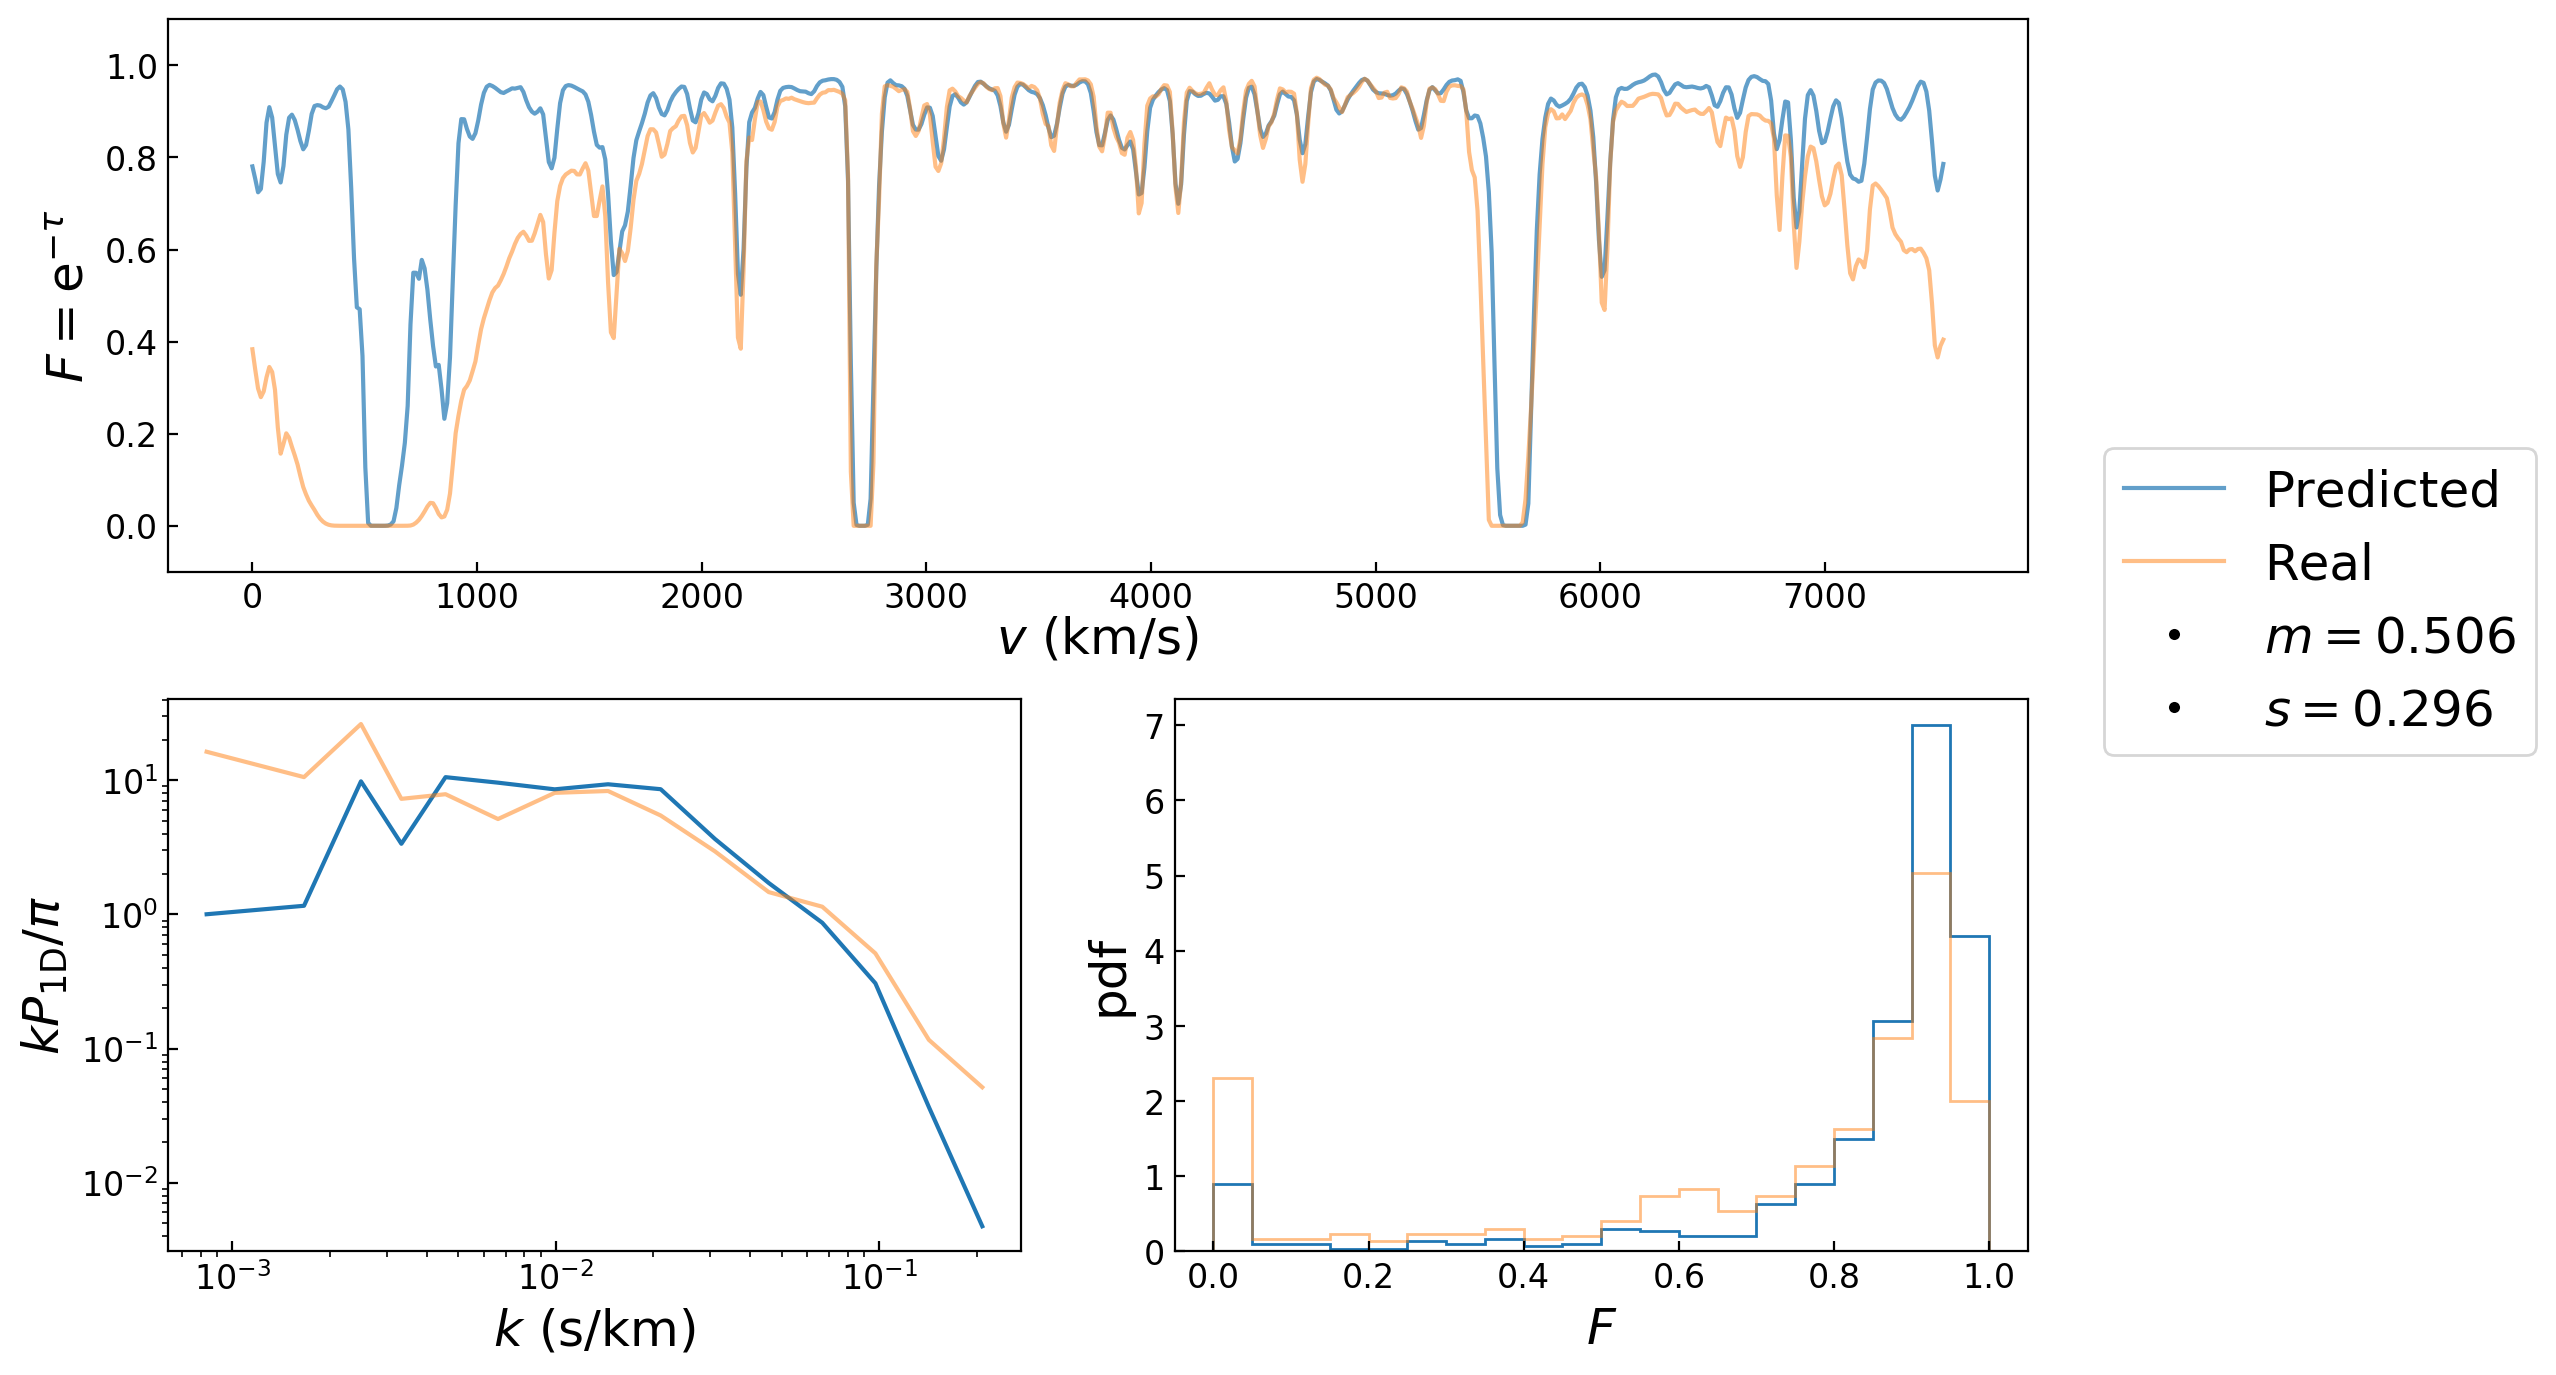 1.0
0.8
0.6
0.4
0.2
0.0
F = e^{−τ}
0 1000 2000 3000 4000 5000 6000 7000
v (km/s)
Predicted
Real
m = 0.506
s = 0.296
10^1
10^0
10^{−1}
10^{−2}
kP_{1D}/π
10^{−3} 10^{−2} 10^{−1}
k (s/km)
7
6
5
4
3
2
1
0
pdf
0.0 0.2 0.4 0.6 0.8 1.0
F